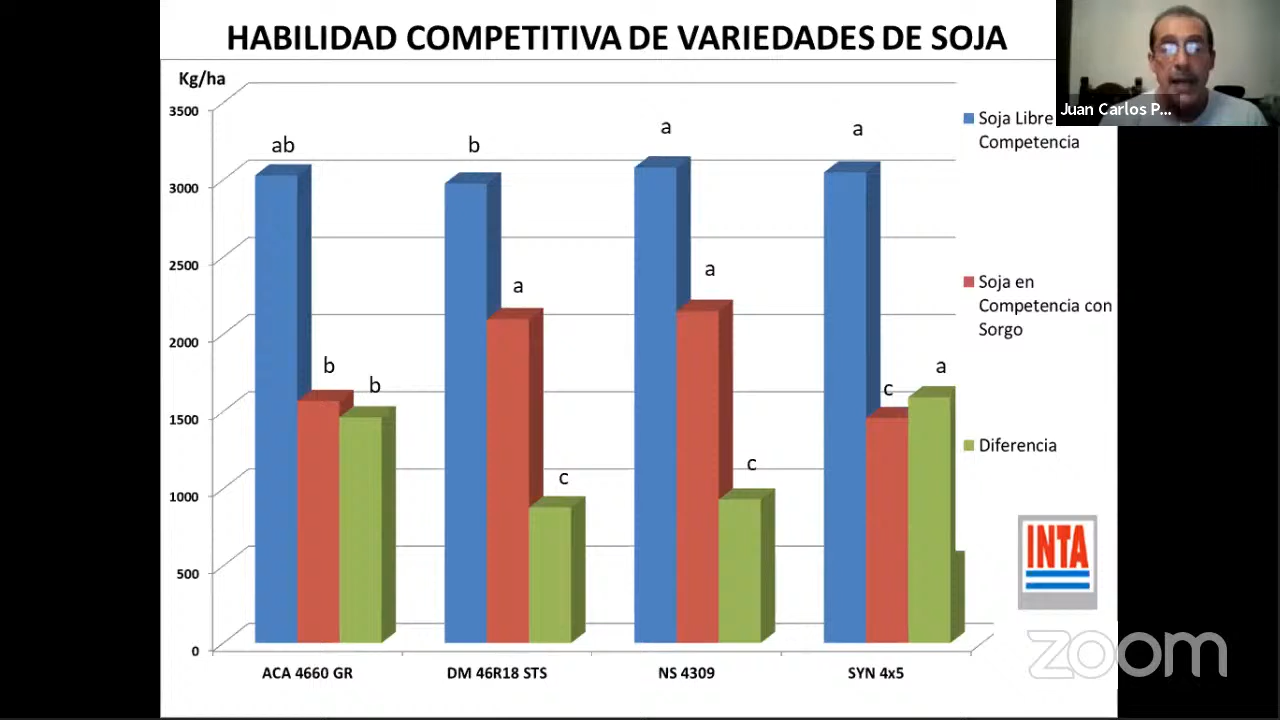 HABILIDAD COMPETITIVA DE VARIEDADES DE SOJA
Juan Carlos P...
Kg/ha
3500
3000
2500
2000
1500
1000
500
0
ab
b
b
b
a
c
a
a
c
a
c
a
ACA 4660 GR
DM 46R18 STS
NS 4309
SYN 4x5
Soja Libre
Competencia
Soja en
Competencia con
Sorgo
Diferencia
INTA
zoom